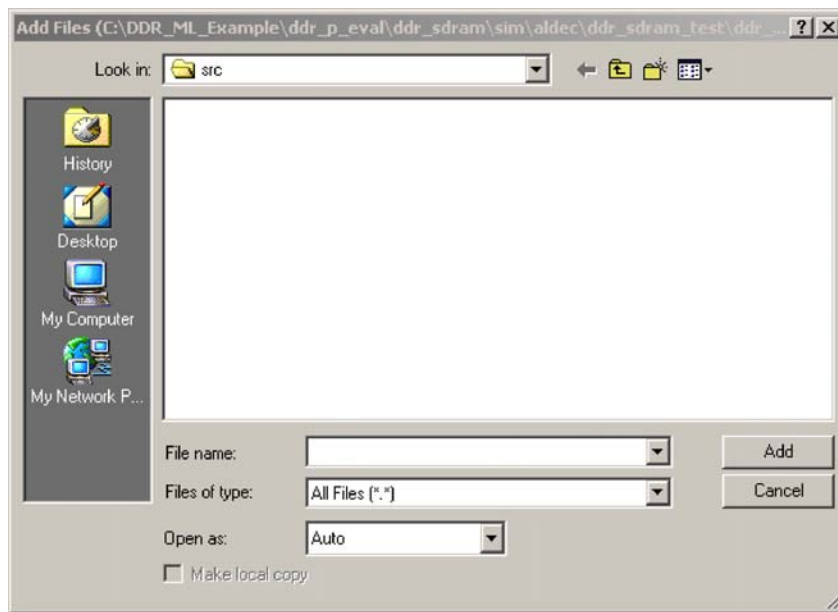 Add Files (C:\DDR_ML_Example\ddr_p_eval\ddr_sdram\sim\aldec\ddr_sdram_test\ddr_...
Look in: src
History
Desktop
My Computer
My Network P...
File name: Add
Files of type: All Files (*.*) Cancel
Open as: Auto
Make local copy